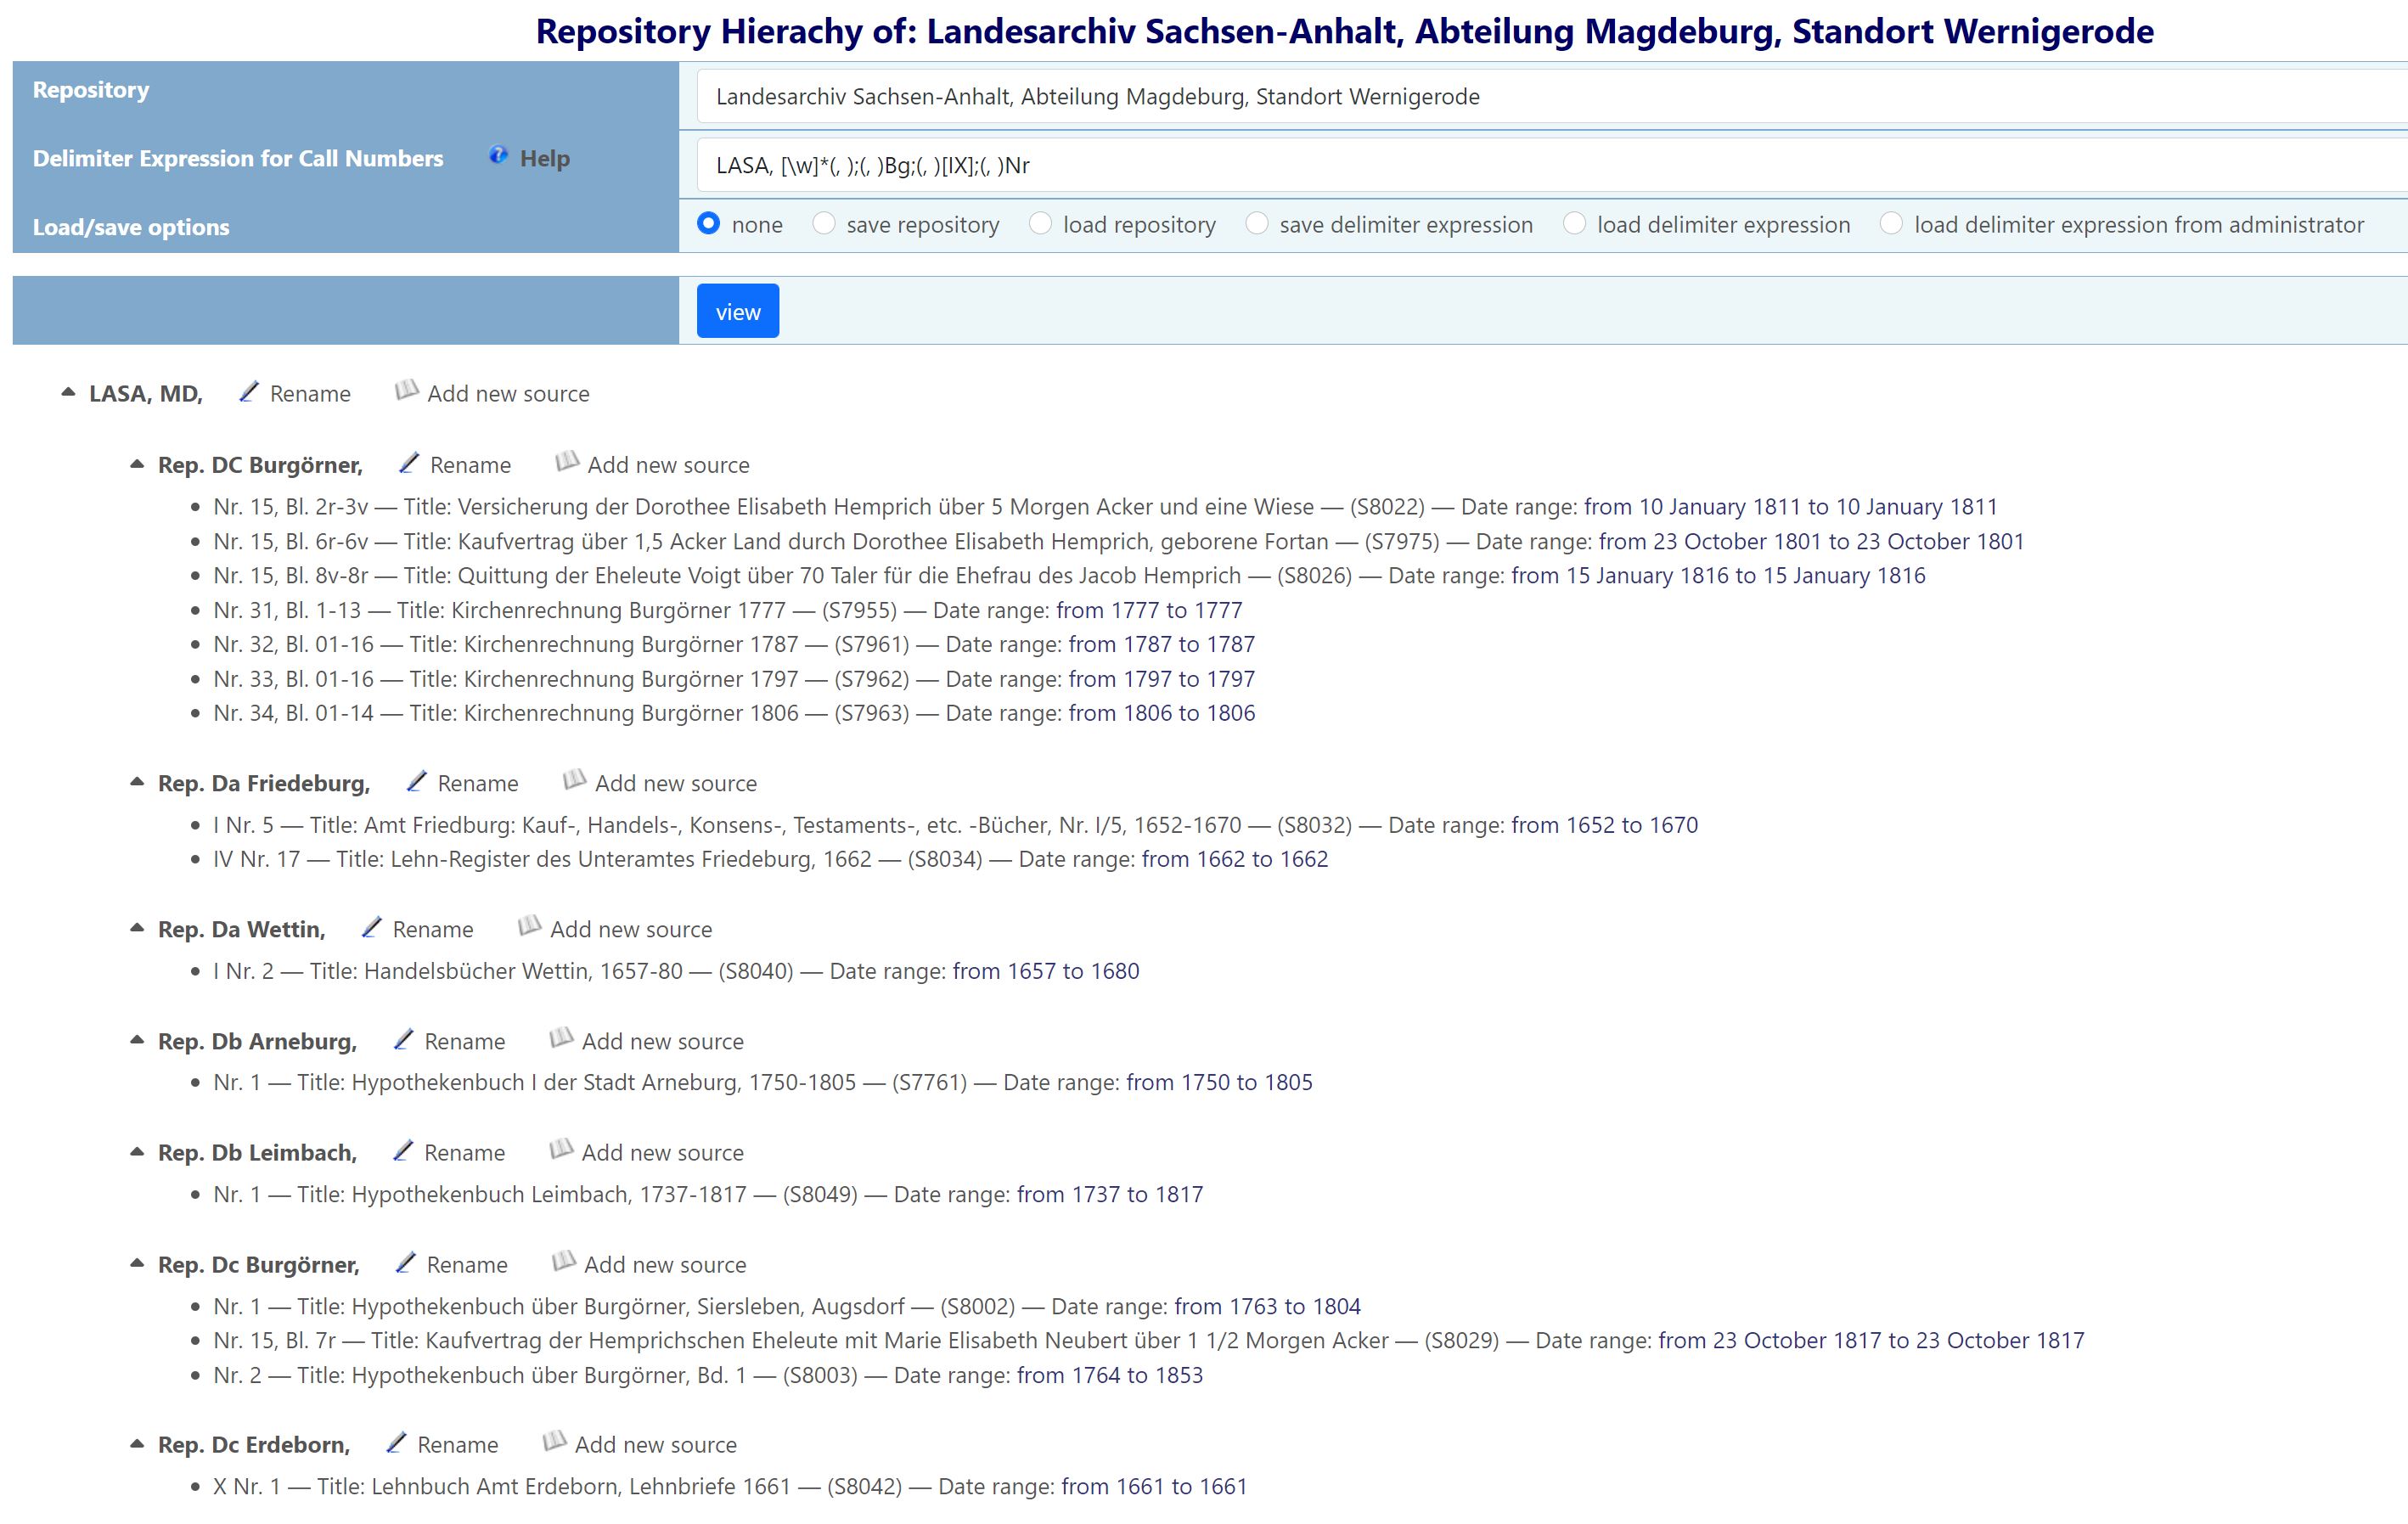 Repository Hierachy of: Landesarchiv Sachsen-Anhalt, Abteilung Magdeburg, Standort Wernigerode
Repository
Landesarchiv Sachsen-Anhalt, Abteilung Magdeburg, Standort Wernigerode
Delimiter Expression for Call Numbers ? Help
LASA, [\w]*(, );(, )Bg;(, )[IX];(, )Nr
Load/save options
none save repository load repository save delimiter expression load delimiter expression load delimiter expression from administrator
view
LASA, MD, Rename Add new source
Rep. DC Burgörner, Rename Add new source
• Nr. 15, Bl. 2r-3v — Title: Versicherung der Dorothee Elisabeth Hemprich über 5 Morgen Acker und eine Wiese — (S8022) — Date range: from 10 January 1811 to 10 January 1811
• Nr. 15, Bl. 6r-6v — Title: Kaufvertrag über 1,5 Acker Land durch Dorothee Elisabeth Hemprich, geborene Fortan — (S7975) — Date range: from 23 October 1801 to 23 October 1801
• Nr. 15, Bl. 8v-8r — Title: Quittung der Eheleute Voigt über 70 Taler für die Ehefrau des Jacob Hemprich — (S8026) — Date range: from 15 January 1816 to 15 January 1816
• Nr. 31, Bl. 1-13 — Title: Kirchenrechnung Burgörner 1777 — (S7955) — Date range: from 1777 to 1777
• Nr. 32, Bl. 01-16 — Title: Kirchenrechnung Burgörner 1787 — (S7961) — Date range: from 1787 to 1787
• Nr. 33, Bl. 01-16 — Title: Kirchenrechnung Burgörner 1797 — (S7962) — Date range: from 1797 to 1797
• Nr. 34, Bl. 01-14 — Title: Kirchenrechnung Burgörner 1806 — (S7963) — Date range: from 1806 to 1806
Rep. Da Friedeburg, Rename Add new source
• I Nr. 5 — Title: Amt Friedburg: Kauf-, Handels-, Konsens-, Testaments-, etc. -Bücher, Nr. I/5, 1652-1670 — (S8032) — Date range: from 1652 to 1670
• IV Nr. 17 — Title: Lehn-Register des Unteramtes Friedeburg, 1662 — (S8034) — Date range: from 1662 to 1662
Rep. Da Wettin, Rename Add new source
• I Nr. 2 — Title: Handelsbücher Wettin, 1657-80 — (S8040) — Date range: from 1657 to 1680
Rep. Db Arneburg, Rename Add new source
• Nr. 1 — Title: Hypothekenbuch I der Stadt Arneburg, 1750-1805 — (S7761) — Date range: from 1750 to 1805
Rep. Db Leimbach, Rename Add new source
• Nr. 1 — Title: Hypothekenbuch Leimbach, 1737-1817 — (S8049) — Date range: from 1737 to 1817
Rep. Dc Burgörner, Rename Add new source
• Nr. 1 — Title: Hypothekenbuch über Burgörner, Siersleben, Augsdorf — (S8002) — Date range: from 1763 to 1804
• Nr. 15, Bl. 7r — Title: Kaufvertrag der Hemprichschen Eheleute mit Marie Elisabeth Neubert über 1 1/2 Morgen Acker — (S8029) — Date range: from 23 October 1817 to 23 October 1817
• Nr. 2 — Title: Hypothekenbuch über Burgörner, Bd. 1 — (S8003) — Date range: from 1764 to 1853
Rep. Dc Erdeborn, Rename Add new source
• X Nr. 1 — Title: Lehnbuch Amt Erdeborn, Lehnbriefe 1661 — (S8042) — Date range: from 1661 to 1661